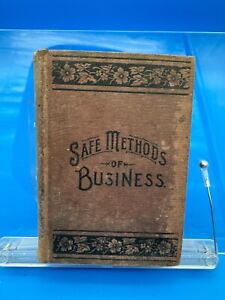 SAFE METHODS
OF
BUSINESS.